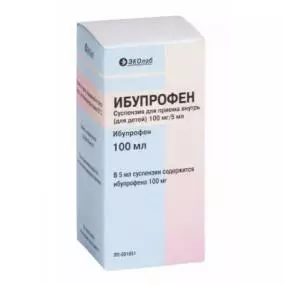 ЭКОлаб
ИБУПРОФЕН
Суспензия для приема внутрь
(для детей) 100 мг/5 мл
Ибупрофен
100 мл
В 5 мл суспензии содержится
ибупрофена 100 мг